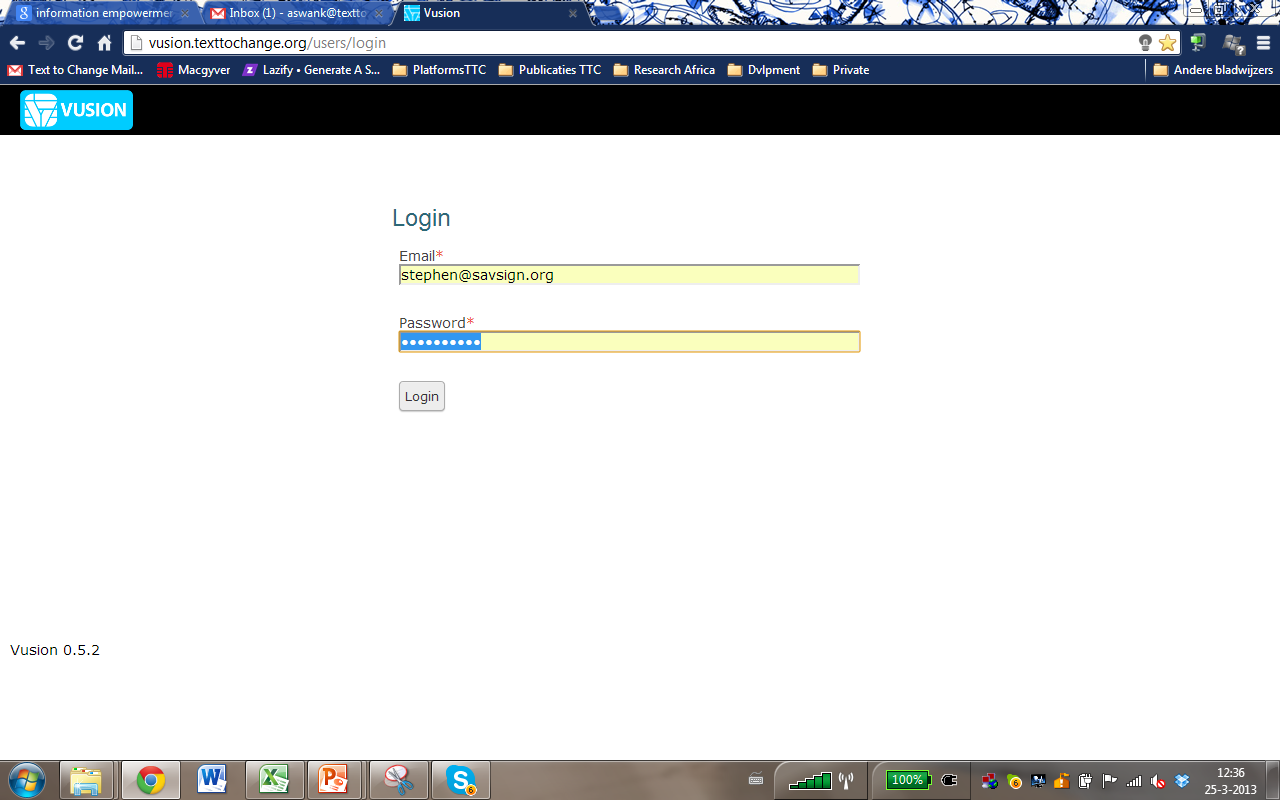 information empowermen
Inbox (1) - aswank@textto
Vusion
vusion.texttochange.org/users/login
Text to Change Mail...
Macgyver
Lazify • Generate A S...
PlatformsTTC
Publicaties TTC
Research Africa
Dvlpment
Private
Andere bladwijzers
VUSION
Login
Email*
stephen@savsign.org
Password*
••••••••••
Login
Vusion 0.5.2
100%
12:36
25-3-2013